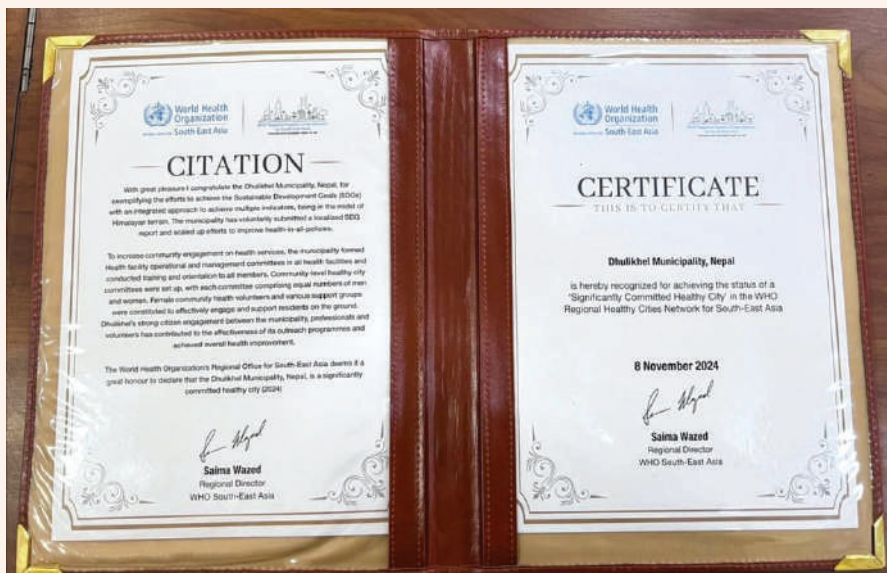 World Health
Organization
South-East Asia
CITATION
With great pleasure I congratulate the Dhulikhel Municipality, Nepal, for
exemplifying the efforts to achieve the Sustainable Development Goals (SDGs)
with an integrated approach to achieve multiple indicators, being in the midst of
Himalayan terrain. The municipality has voluntarily submitted a localized SDG
report and scaled up efforts to improve health-in-all-policies.
To increase community engagement on health services, the municipality formed
Health facility operational and management committees in all health facilities and
conducted training and orientation to all members. Community-level healthy city
committees were set up, with each committee comprising equal numbers of men
and women. Female community health volunteers and various support groups
were constituted to effectively engage and support residents on the ground.
Dhulikhel's strong citizen engagement between the municipality, professionals and
volunteers has contributed to the effectiveness of its outreach programmes and
achieved overall health improvement.
The World Health Organization's Regional Office for South-East Asia deems it a
great honour to declare that the Dhulikhel Municipality, Nepal, is a significantly
committed healthy city (2024)
Saima Wazed
Regional Director
WHO South-East Asia
World Health
Organization
South-East Asia
CERTIFICATE
THIS IS TO CERTIFY THAT
Dhulikhel Municipality, Nepal
is hereby recognized for achieving the status of a
'Significantly Committed Healthy City' in the WHO
Regional Healthy Cities Network for South-East Asia
8 November 2024
Saima Wazed
Regional Director
WHO South-East Asia